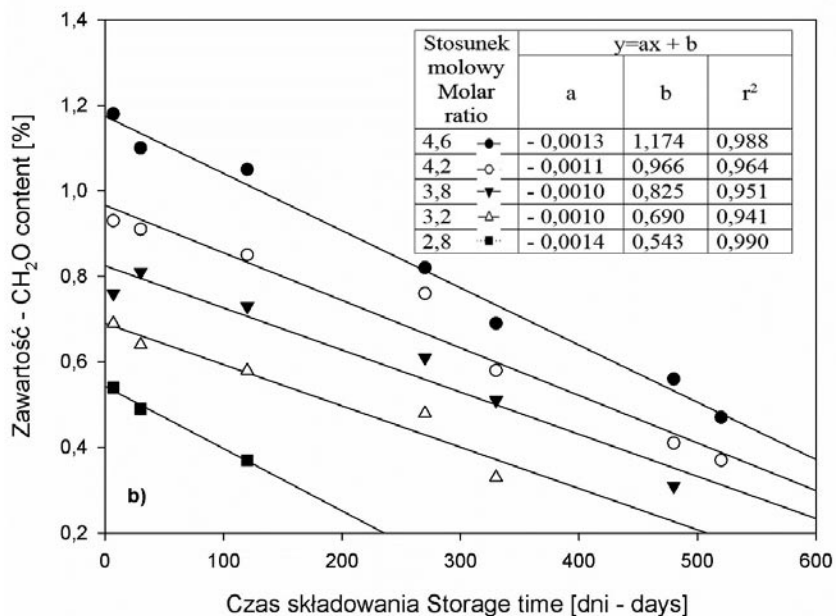 1,4
1,2
1,0
0,8
0,6
0,4
0,2
Zawartość - CH₂O content [%]
Stosunek
molowy
Molar
ratio
y=ax + b
a b r²
4,6 - 0,0013 1,174 0,988
4,2 - 0,0011 0,966 0,964
3,8 - 0,0010 0,825 0,951
3,2 - 0,0010 0,690 0,941
2,8 - 0,0014 0,543 0,990
b)
0 100 200 300 400 500 600
Czas składowania Storage time [dni - days]